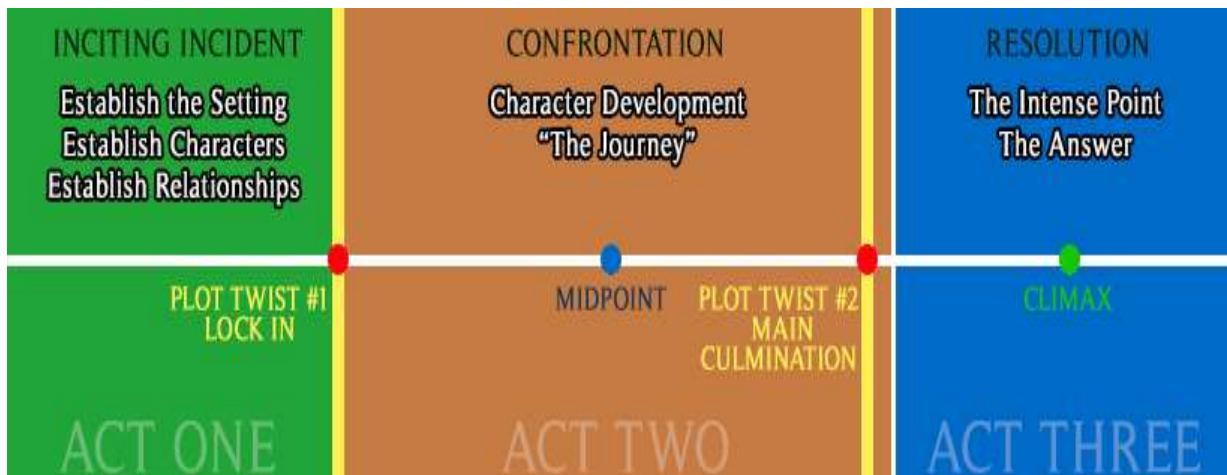 INCITING INCIDENT
Establish the Setting
Establish Characters
Establish Relationships
PLOT TWIST #1
LOCK IN
ACT ONE
CONFRONTATION
Character Development
“The Journey”
MIDPOINT
PLOT TWIST #2
MAIN
CULMINATION
ACT TWO
RESOLUTION
The Intense Point
The Answer
CLIMAX
ACT THREE